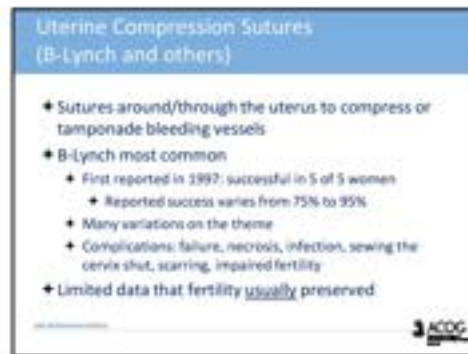 Uterine Compression Sutures
(B-Lynch and others)
Sutures around/through the uterus to compress or
tamponade bleeding vessels
B-Lynch most common
First reported in 1997: successful in 5 of 5 women
Reported success varies from 75% to 95%
Many variations on the theme
Complications: failure, necrosis, infection, sewing the
cervix shut, scarring, impaired fertility
Limited data that fertility usually preserved
ACOG